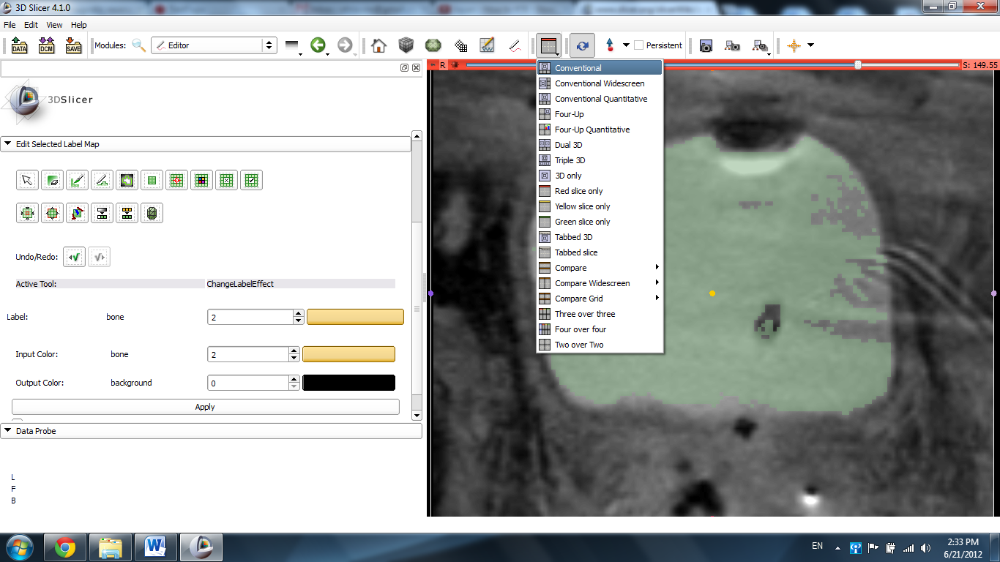 3D Slicer 4.1.0
File Edit View Help
DATA DCM SAVE Modules: Editor Persistent
R S: 149.55
3DSlicer
Edit Selected Label Map
Undo/Redo:
Active Tool: ChangeLabelEffect
Label: bone 2
Input Color: bone 2
Output Color: background 0
Apply
Data Probe
L
F
B
Conventional
Conventional Widescreen
Conventional Quantitative
Four-Up
Four-Up Quantitative
Dual 3D
Triple 3D
3D only
Red slice only
Yellow slice only
Green slice only
Tabbed 3D
Tabbed slice
Compare
Compare Widescreen
Compare Grid
Three over three
Four over four
Two over Two
EN
2:33 PM
6/21/2012